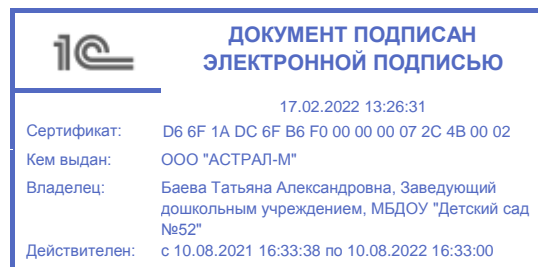 1С
ДОКУМЕНТ ПОДПИСАН
ЭЛЕКТРОННОЙ ПОДПИСЬЮ
17.02.2022 13:26:31
Сертификат: D6 6F 1A DC 6F B6 F0 00 00 00 07 2C 4B 00 02
Кем выдан: ООО "АСТРАЛ-М"
Владелец: Баева Татьяна Александровна, Заведующий
дошкольным учреждением, МБДОУ "Детский сад
№52"
Действителен: с 10.08.2021 16:33:38 по 10.08.2022 16:33:00